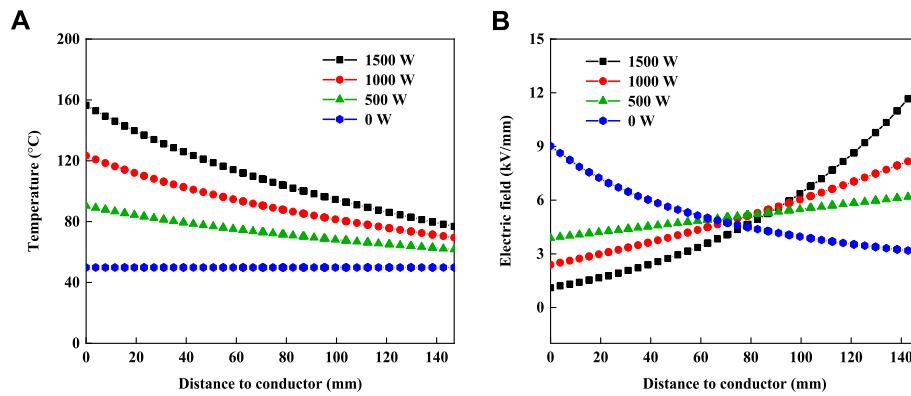 A
200
160
120
80
40
0
Temperature (°C)
1500 W
1000 W
500 W
0 W
0 20 40 60 80 100 120 140
Distance to conductor (mm)
B
15
12
9
6
3
0
Electric field (kV/mm)
1500 W
1000 W
500 W
0 W
0 20 40 60 80 100 120 140
Distance to conductor (mm)